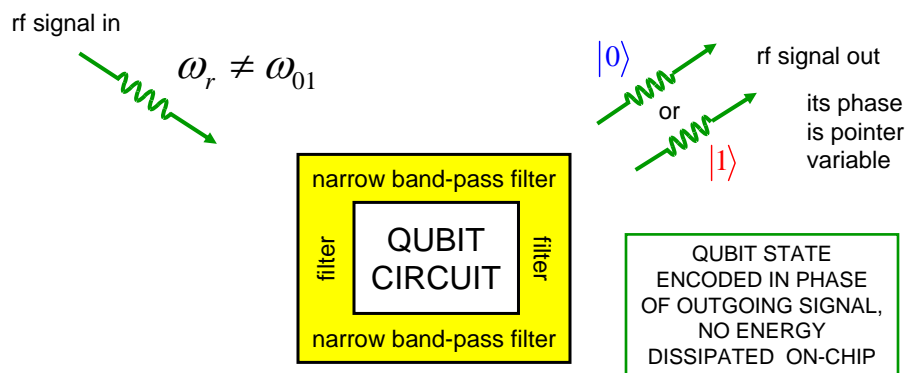 rf signal in
ω_r ≠ ω_01
|0⟩
rf signal out
or
its phase
is pointer
variable
|1⟩
narrow band-pass filter
filter
QUBIT
CIRCUIT
filter
narrow band-pass filter
QUBIT STATE
ENCODED IN PHASE
OF OUTGOING SIGNAL,
NO ENERGY
DISSIPATED ON-CHIP